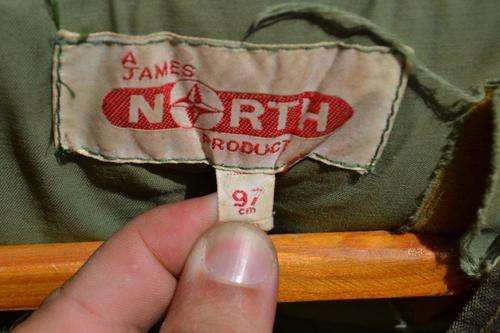 A
JAMES
NORTH
PRODUCT
97
cm